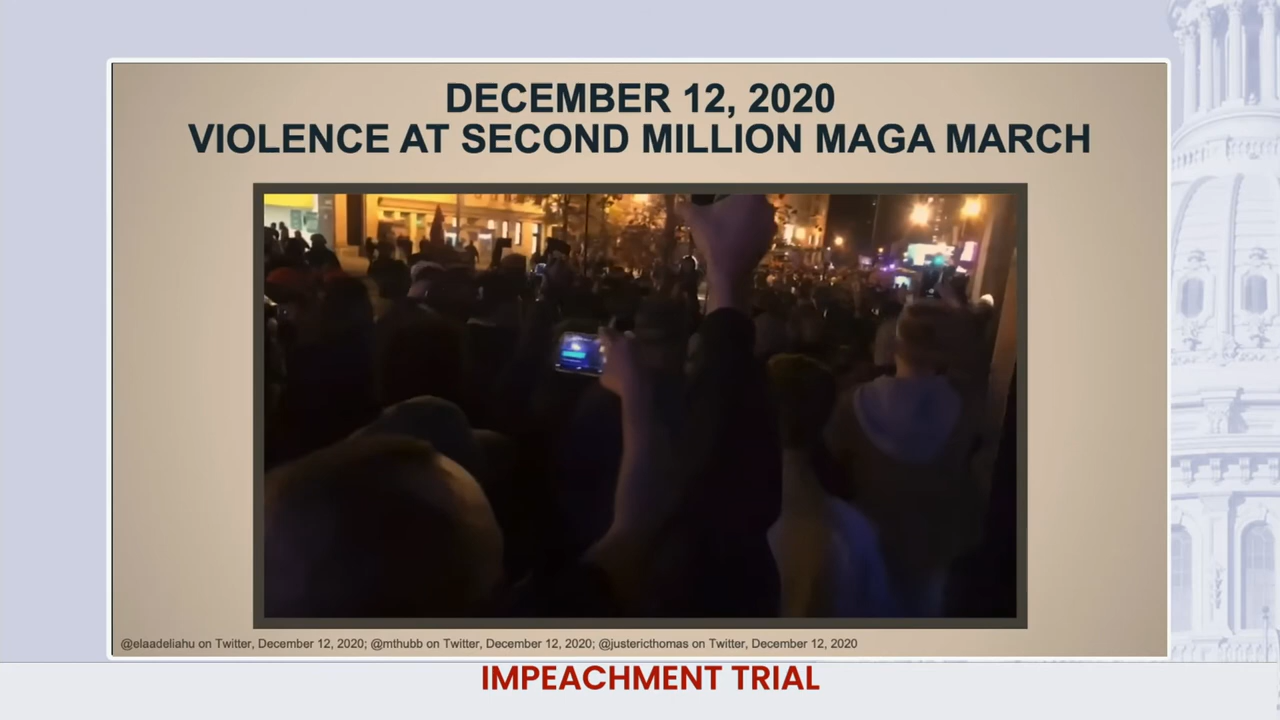 DECEMBER 12, 2020
VIOLENCE AT SECOND MILLION MAGA MARCH
@elaadeliahu on Twitter, December 12, 2020; @mthubb on Twitter, December 12, 2020; @justericthomas on Twitter, December 12, 2020
IMPEACHMENT TRIAL